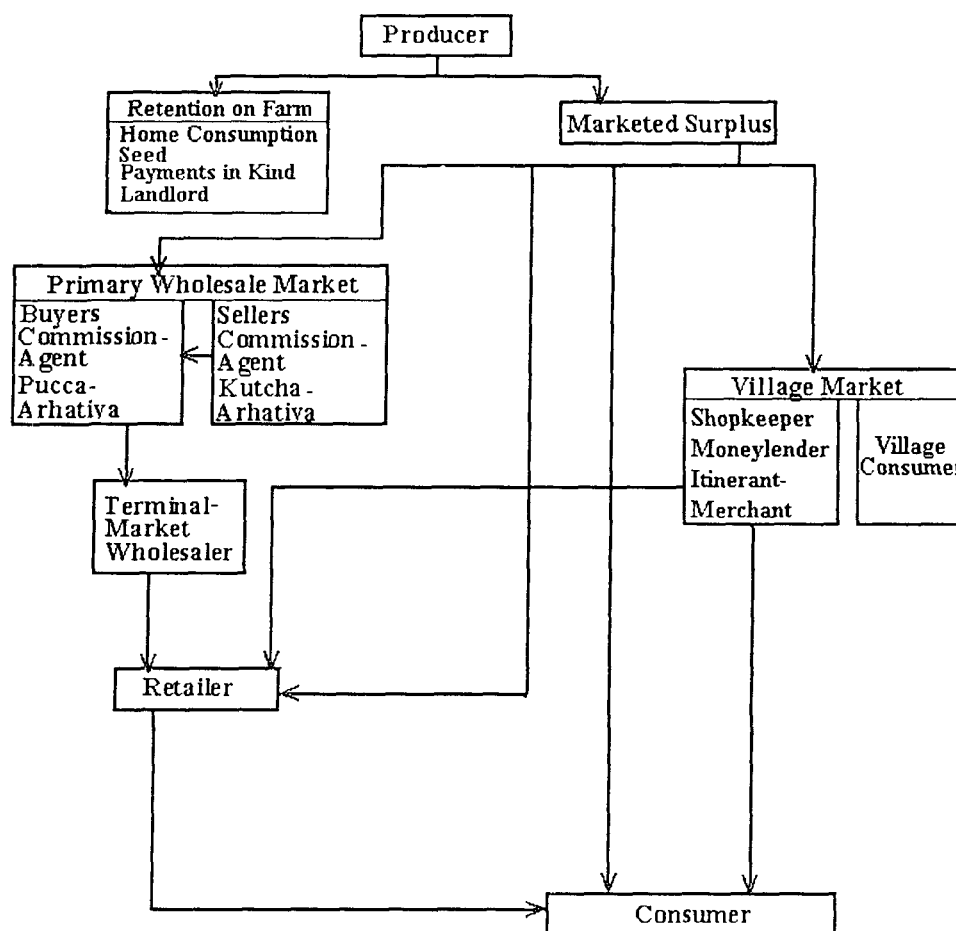 Producer
Retention on Farm
Home Consumption
Seed
Payments in Kind
Landlord
Marketed Surplus
Primary Wholesale Market
Buyers
Commission-
Agent
Pucca-
Arhatiya
Sellers
Commission-
Agent
Kutcha-
Arhatiya
Village Market
Shopkeeper
Moneylender
Itinerant-
Merchant
Village
Consumer
Terminal-
Market
Wholesaler
Retailer
Consumer